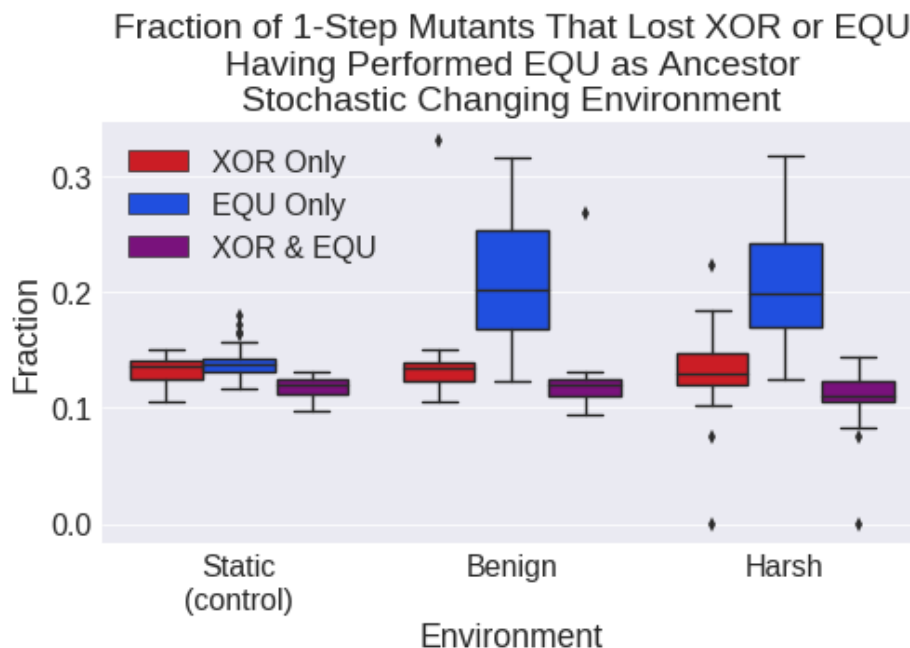 Fraction of 1-Step Mutants That Lost XOR or EQU
Having Performed EQU as Ancestor
Stochastic Changing Environment
XOR Only
EQU Only
XOR & EQU
0.3
0.2
0.1
0.0
Fraction
Static
(control)
Benign
Harsh
Environment